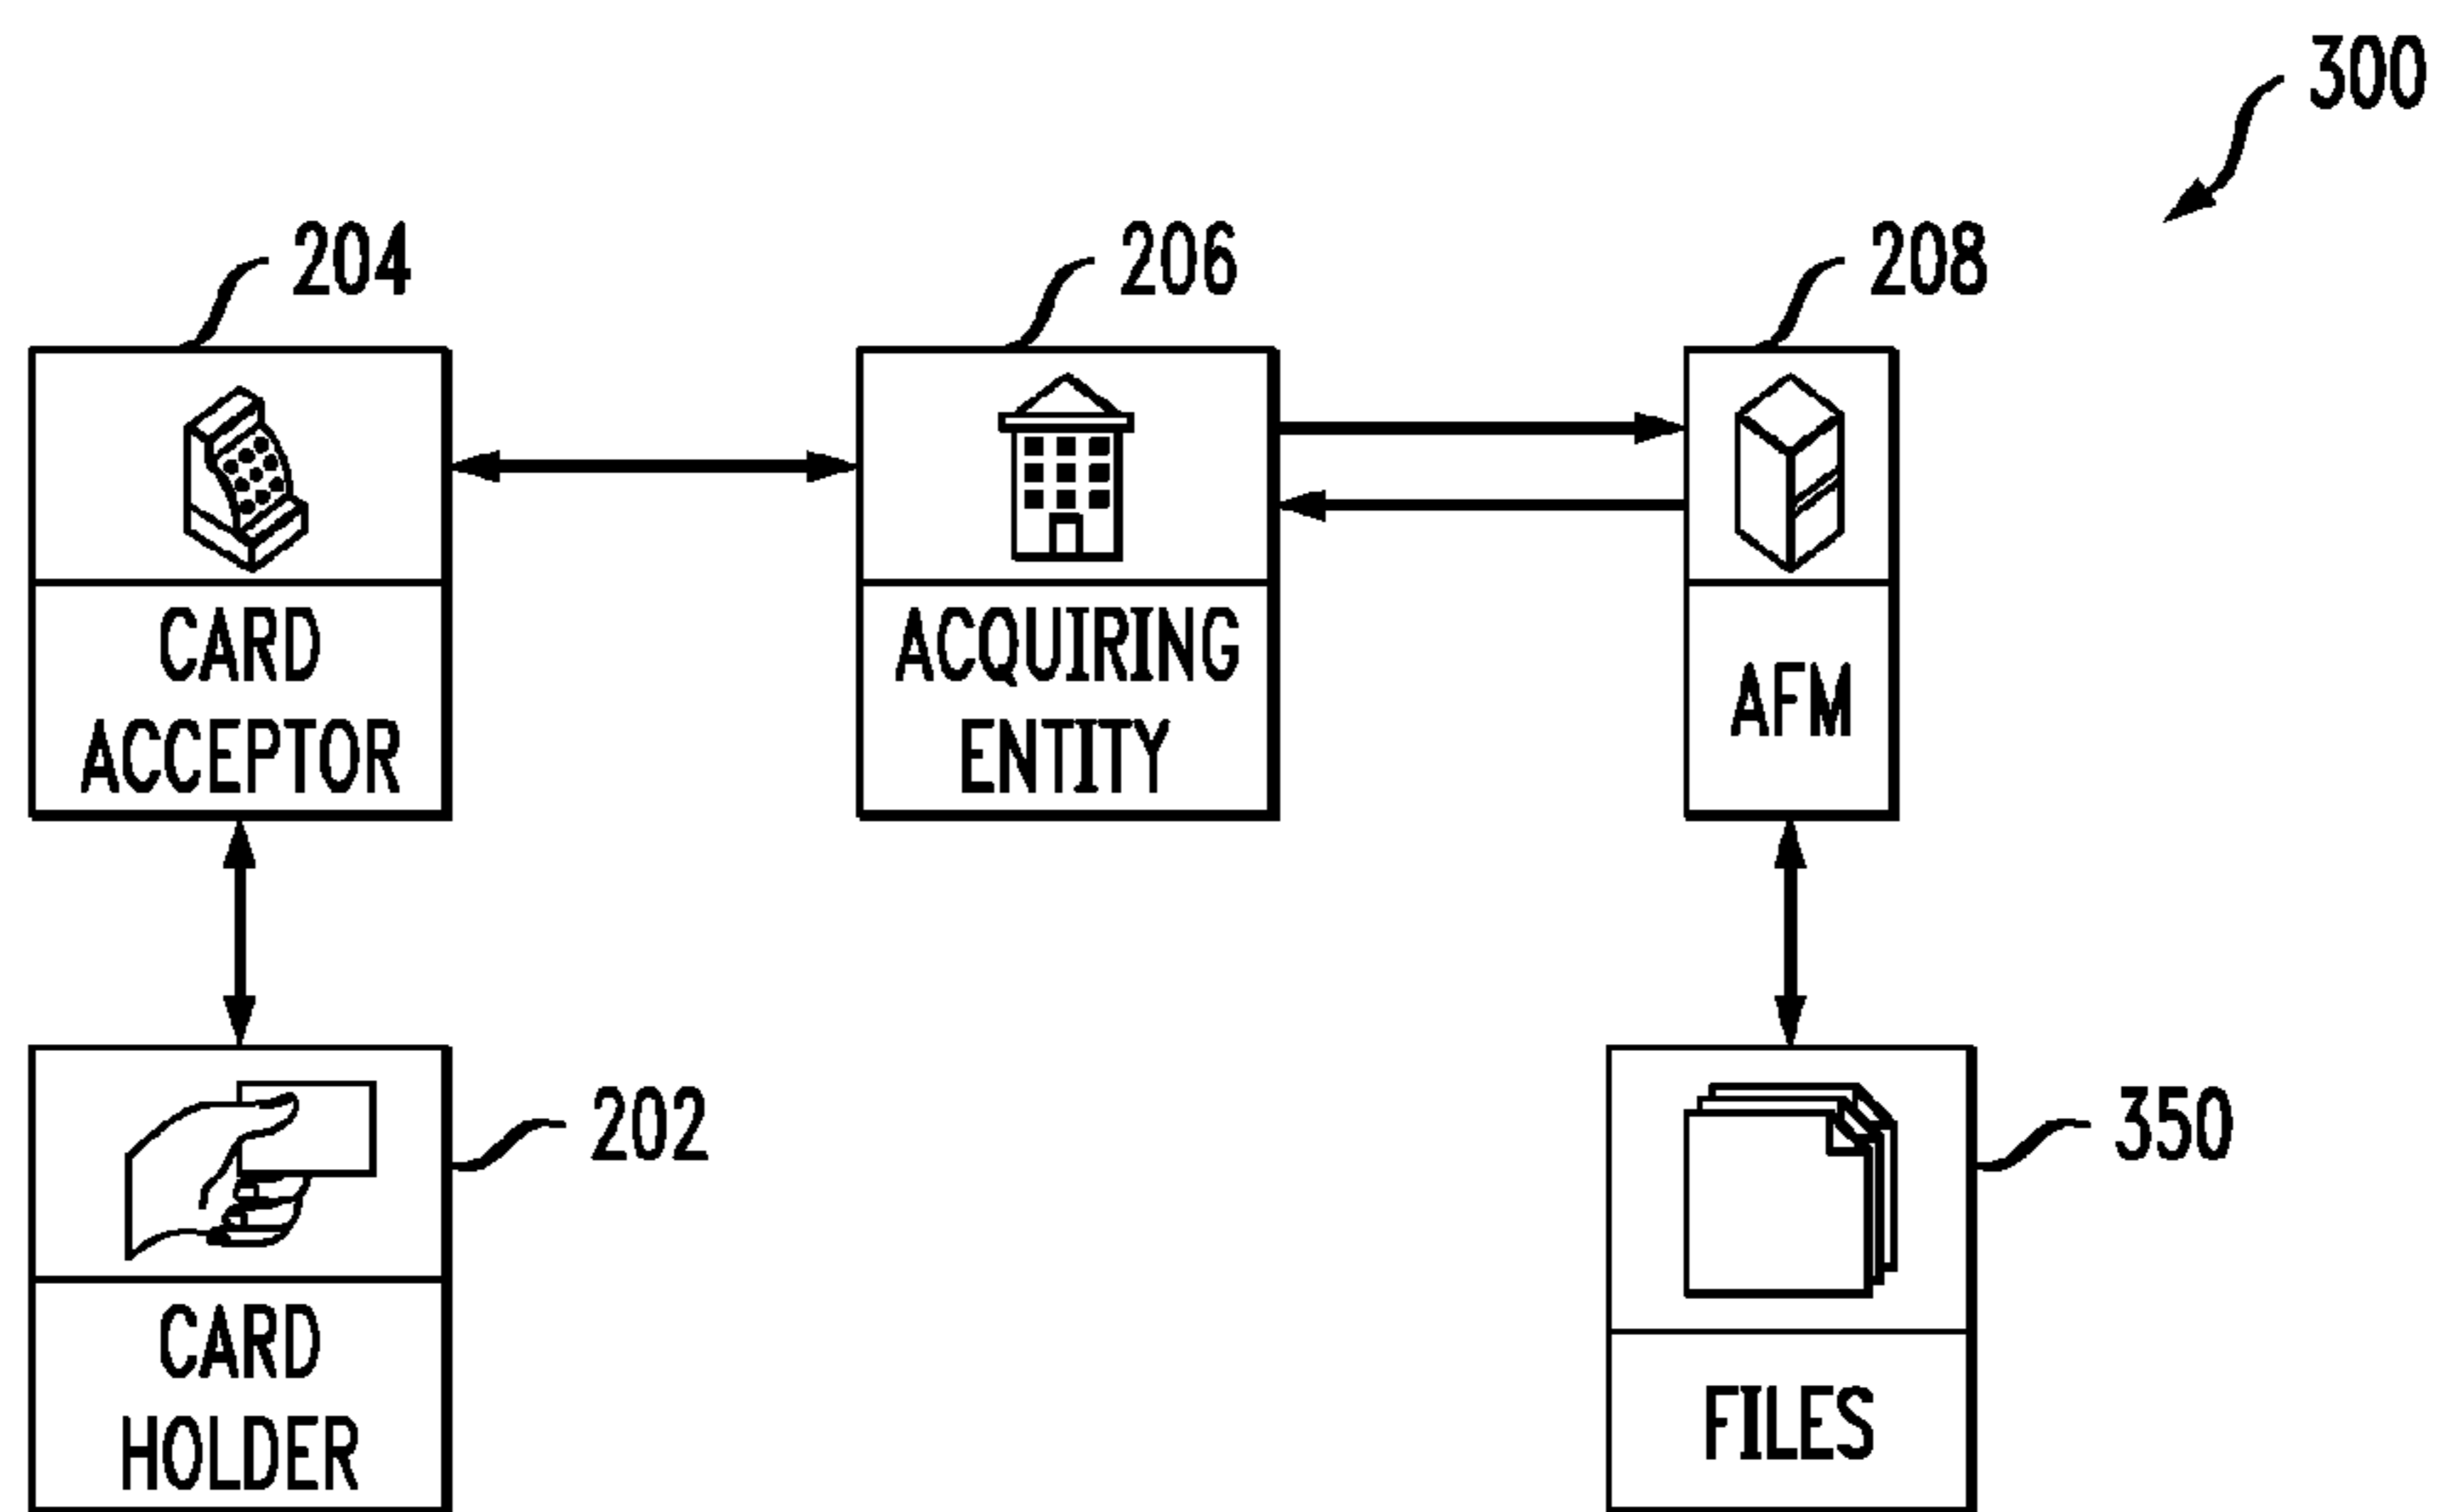 300
204
206
208
CARD
ACCEPTOR
ACQUIRING
ENTITY
AFM
202
350
CARD
HOLDER
FILES